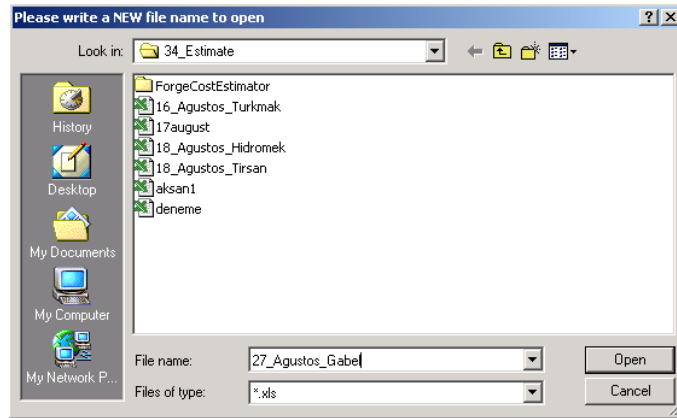 Please write a NEW file name to open
Look in: 34_Estimate
ForgeCostEstimator
16_Agustos_Turkmak
17august
18_Agustos_Hidromek
18_Agustos_Tirsan
aksan1
deneme
History
Desktop
My Documents
My Computer
My Network P...
File name: 27_Agustos_Gabel Open
Files of type: *.xls Cancel